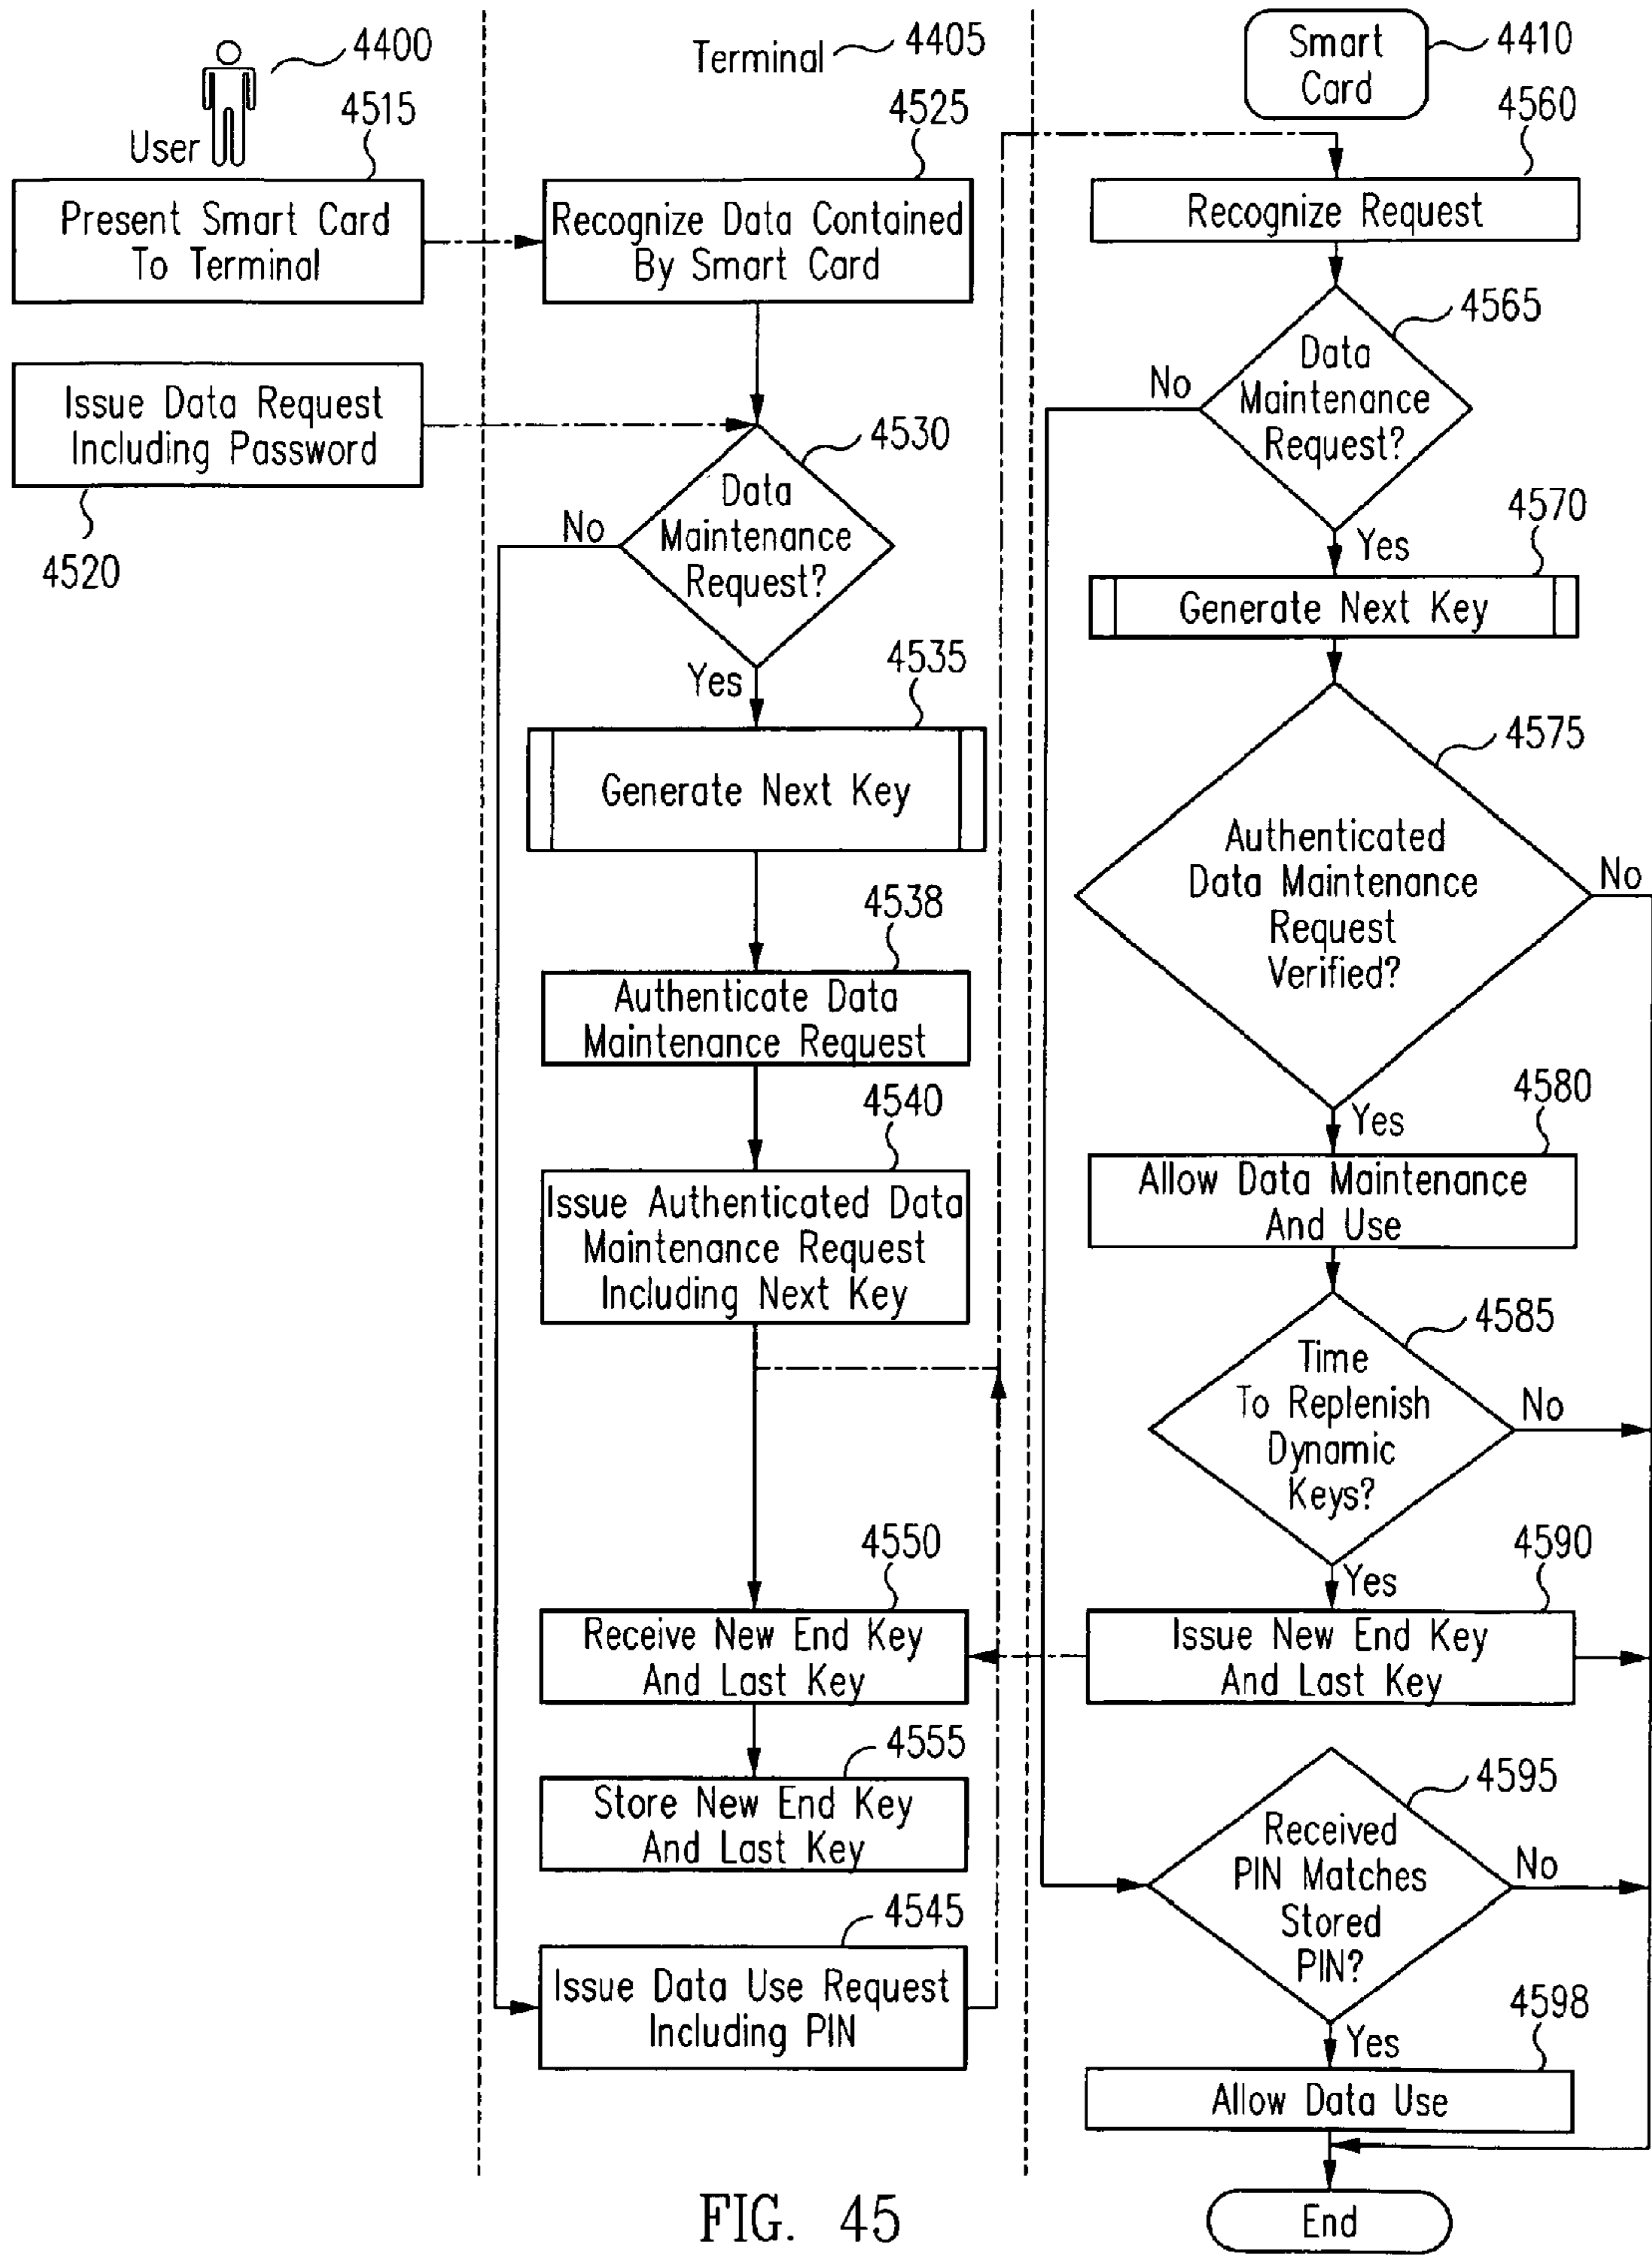 4400
User
4515
Present Smart Card
To Terminal
Issue Data Request
Including Password
4520
Terminal
4405
4525
Recognize Data Contained
By Smart Card
4530
Data
Maintenance
Request?
No
Yes
4535
Generate Next Key
4538
Authenticate Data
Maintenance Request
4540
Issue Authenticated Data
Maintenance Request
Including Next Key
4550
Receive New End Key
And Last Key
4555
Store New End Key
And Last Key
4545
Issue Data Use Request
Including PIN
Smart
Card
4410
4560
Recognize Request
4565
Data
Maintenance
Request?
No
Yes
4570
Generate Next Key
4575
Authenticated
Data Maintenance
Request
Verified?
No
Yes
4580
Allow Data Maintenance
And Use
4585
Time
To Replenish
Dynamic
Keys?
No
Yes
4590
Issue New End Key
And Last Key
4595
Received
PIN Matches
Stored
PIN?
No
Yes
4598
Allow Data Use
End
FIG. 45